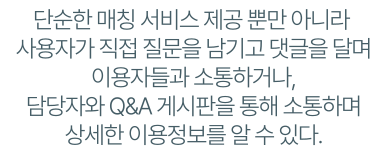 단순한 매칭 서비스 제공 뿐만 아니라
사용자가 직접 질문을 남기고 댓글을 달며
이용자들과 소통하거나,
담당자와 Q&A 게시판을 통해 소통하며
상세한 이용정보를 알 수 있다.